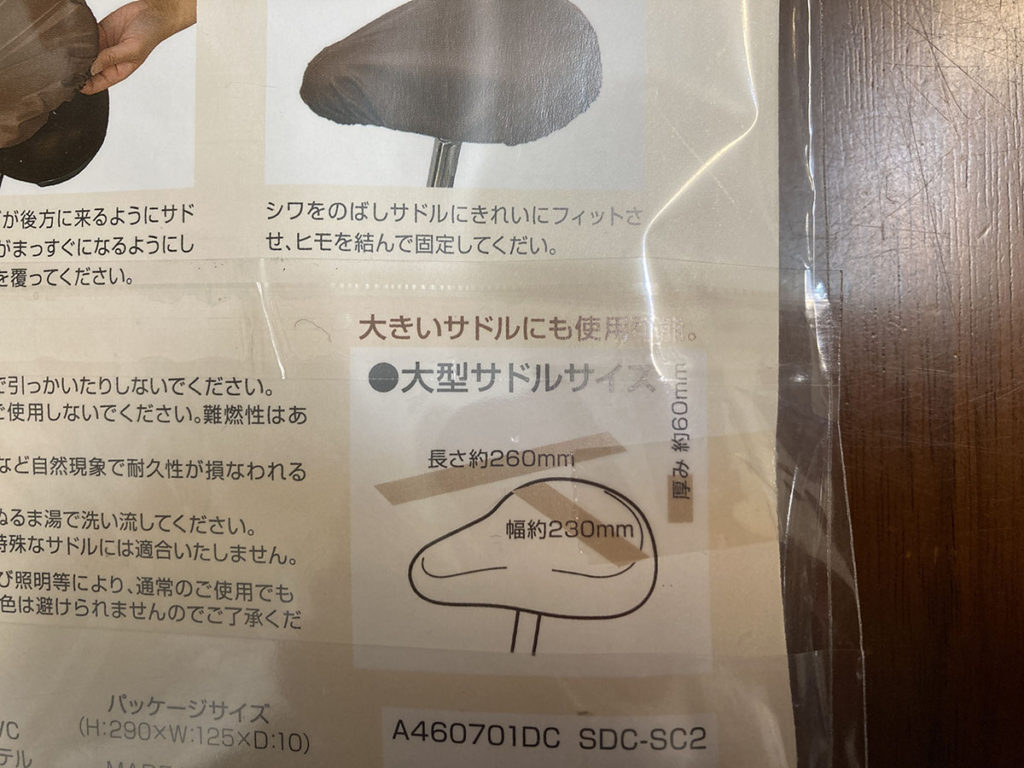 が後方に来るようにサド
がまっすぐになるようにし
を覆ってください。
シワをのばしサドルにきれいにフィットさ
せ、ヒモを結んで固定してくだい。
で引っかいたりしないでください。
ご使用しないでください。難燃性はあ
など自然現象で耐久性が損なわれる
ぬるま湯で洗い流してください。
特殊なサドルには適合いたしません。
び照明等により、通常のご使用でも
色は避けられませんのでご了承くだ
大きいサドルにも使用可能。
●大型サドルサイズ
長さ約260mm
幅約230mm
厚み 約60mm
パッケージサイズ
(H:290×W:125×D:10)
VC
テル
A460701DC SDC-SC2